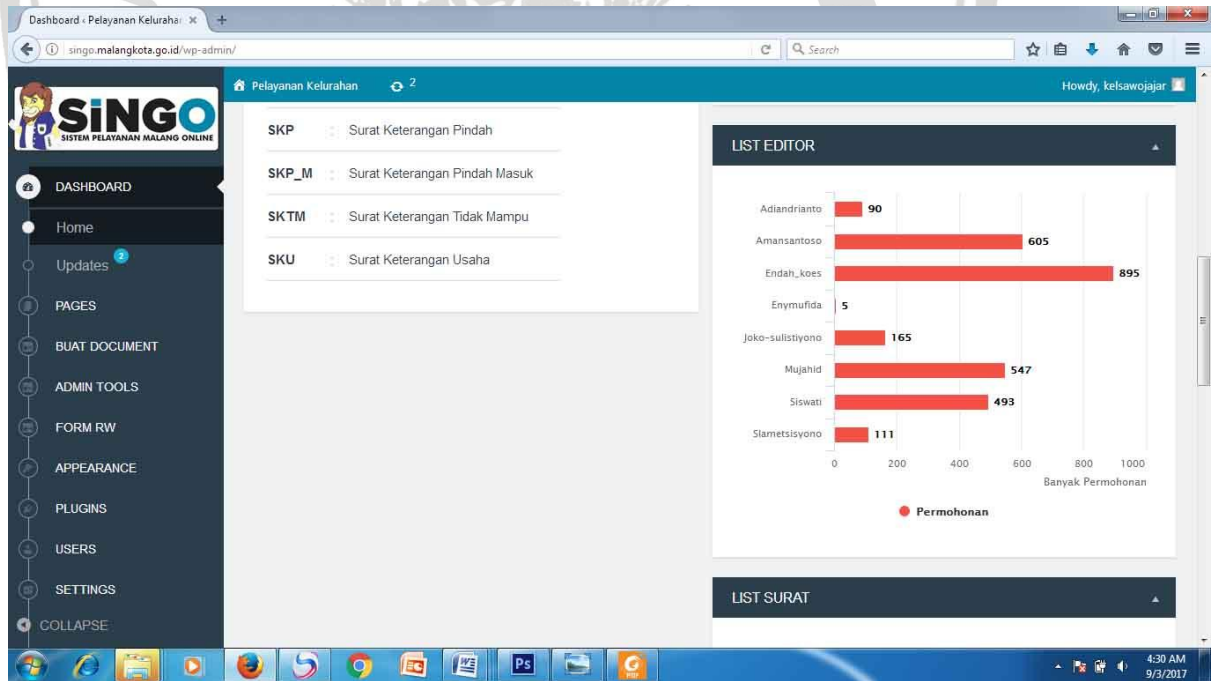 Dashboard ‹ Pelayanan Kelurahan
singo.malangkota.go.id/wp-admin/
Search
Pelayanan Kelurahan 2
Howdy, kelsawojajar
SiNGO
SISTEM PELAYANAN MALANG ONLINE
DASHBOARD
Home
Updates 2
PAGES
BUAT DOCUMENT
ADMIN TOOLS
FORM RW
APPEARANCE
PLUGINS
USERS
SETTINGS
COLLAPSE
SKP : Surat Keterangan Pindah
SKP_M : Surat Keterangan Pindah Masuk
SKTM : Surat Keterangan Tidak Mampu
SKU : Surat Keterangan Usaha
LIST EDITOR
Adiandrianto 90
Amansantoso 605
Endah_koes 895
Enymufida 5
Joko-sulistiyono 165
Mujahid 547
Siswati 493
Slametsisyono 111
0 200 400 600 800 1000
Banyak Permohonan
Permohonan
LIST SURAT
Ps
PDF
4:30 AM
9/3/2017